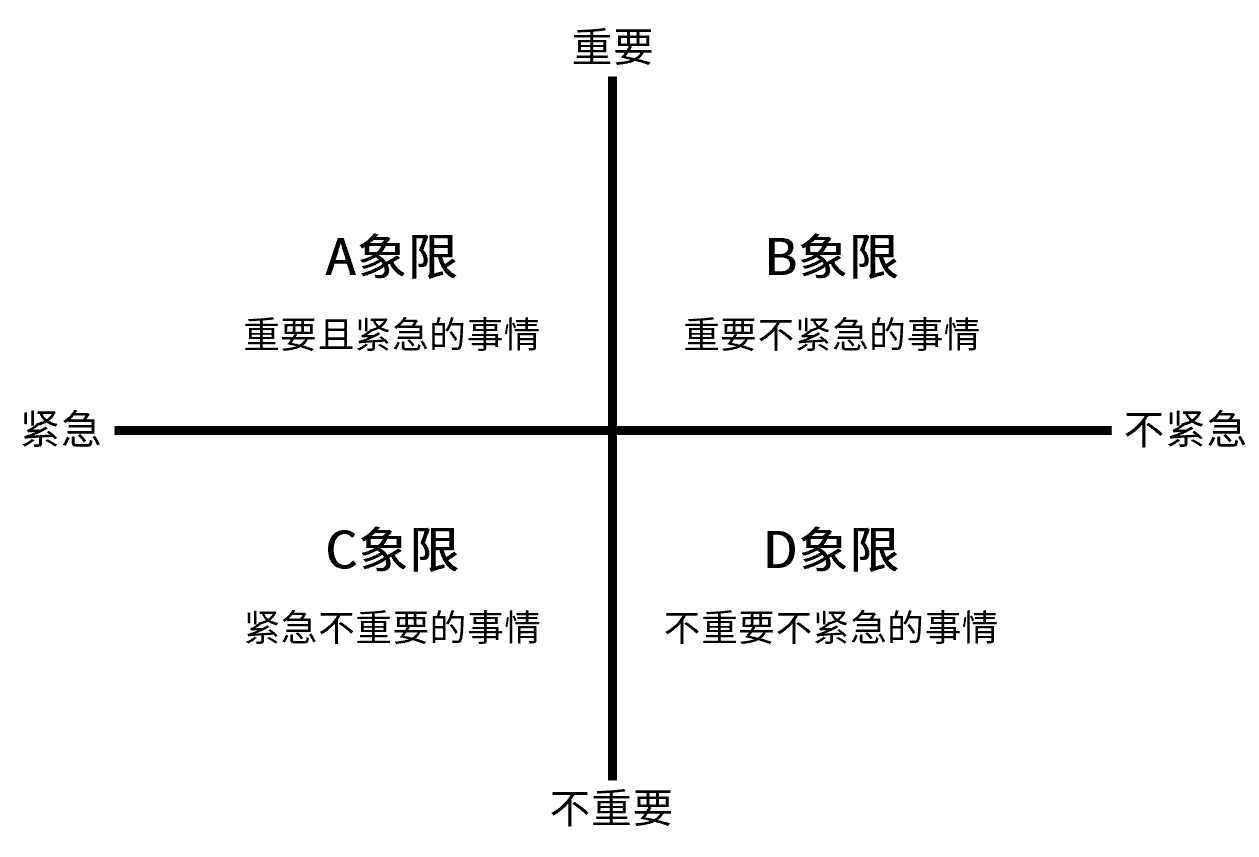 重要
A象限
重要且紧急的事情
B象限
重要不紧急的事情
紧急
不紧急
C象限
紧急不重要的事情
D象限
不重要不紧急的事情
不重要